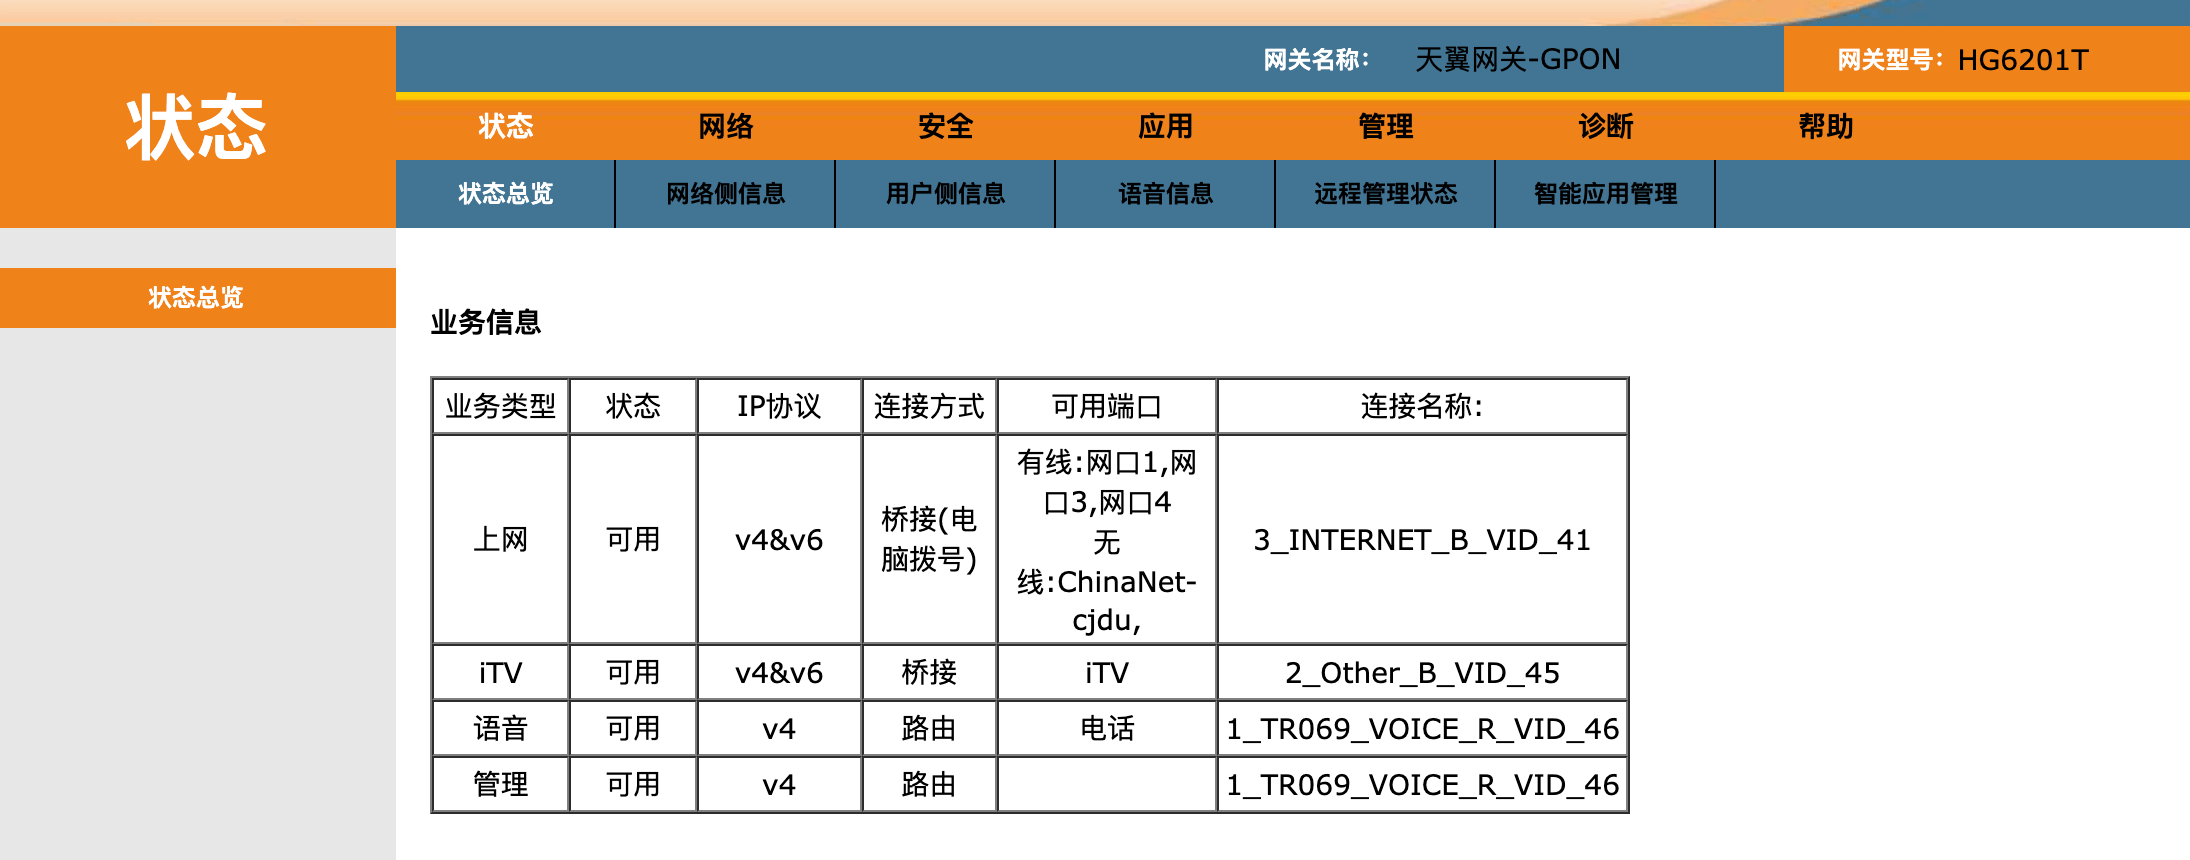 网关名称： 天翼网关-GPON 网关型号： HG6201T
状态
状态 网络 安全 应用 管理 诊断 帮助
状态总览 网络侧信息 用户侧信息 语音信息 远程管理状态 智能应用管理
状态总览
业务信息
业务类型 状态 IP协议 连接方式 可用端口 连接名称:
上网 可用 v4&v6 桥接(电
脑拨号) 有线:网口1,网
口3,网口4
无
线:ChinaNet-
cjdu, 3_INTERNET_B_VID_41
iTV 可用 v4&v6 桥接 iTV 2_Other_B_VID_45
语音 可用 v4 路由 电话 1_TR069_VOICE_R_VID_46
管理 可用 v4 路由 1_TR069_VOICE_R_VID_46